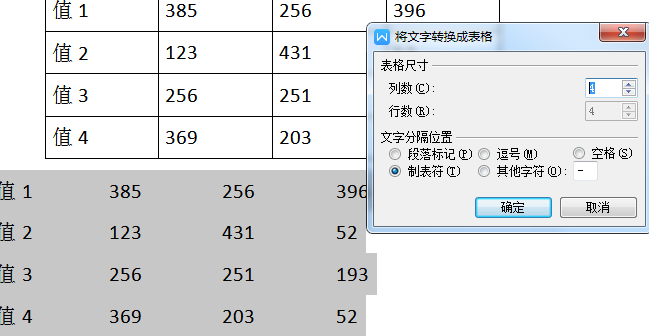 值 1 385 256 396
值 2 123 431
值 3 256 251
值 4 369 203
将文字转换成表格
表格尺寸
列数(C): 4
行数(R): 4
文字分隔位置
段落标记(P) 逗号(M) 空格(S)
制表符(T) 其他字符(O): -
确定 取消
值 1 385 256 396
值 2 123 431 52
值 3 256 251 193
值 4 369 203 52